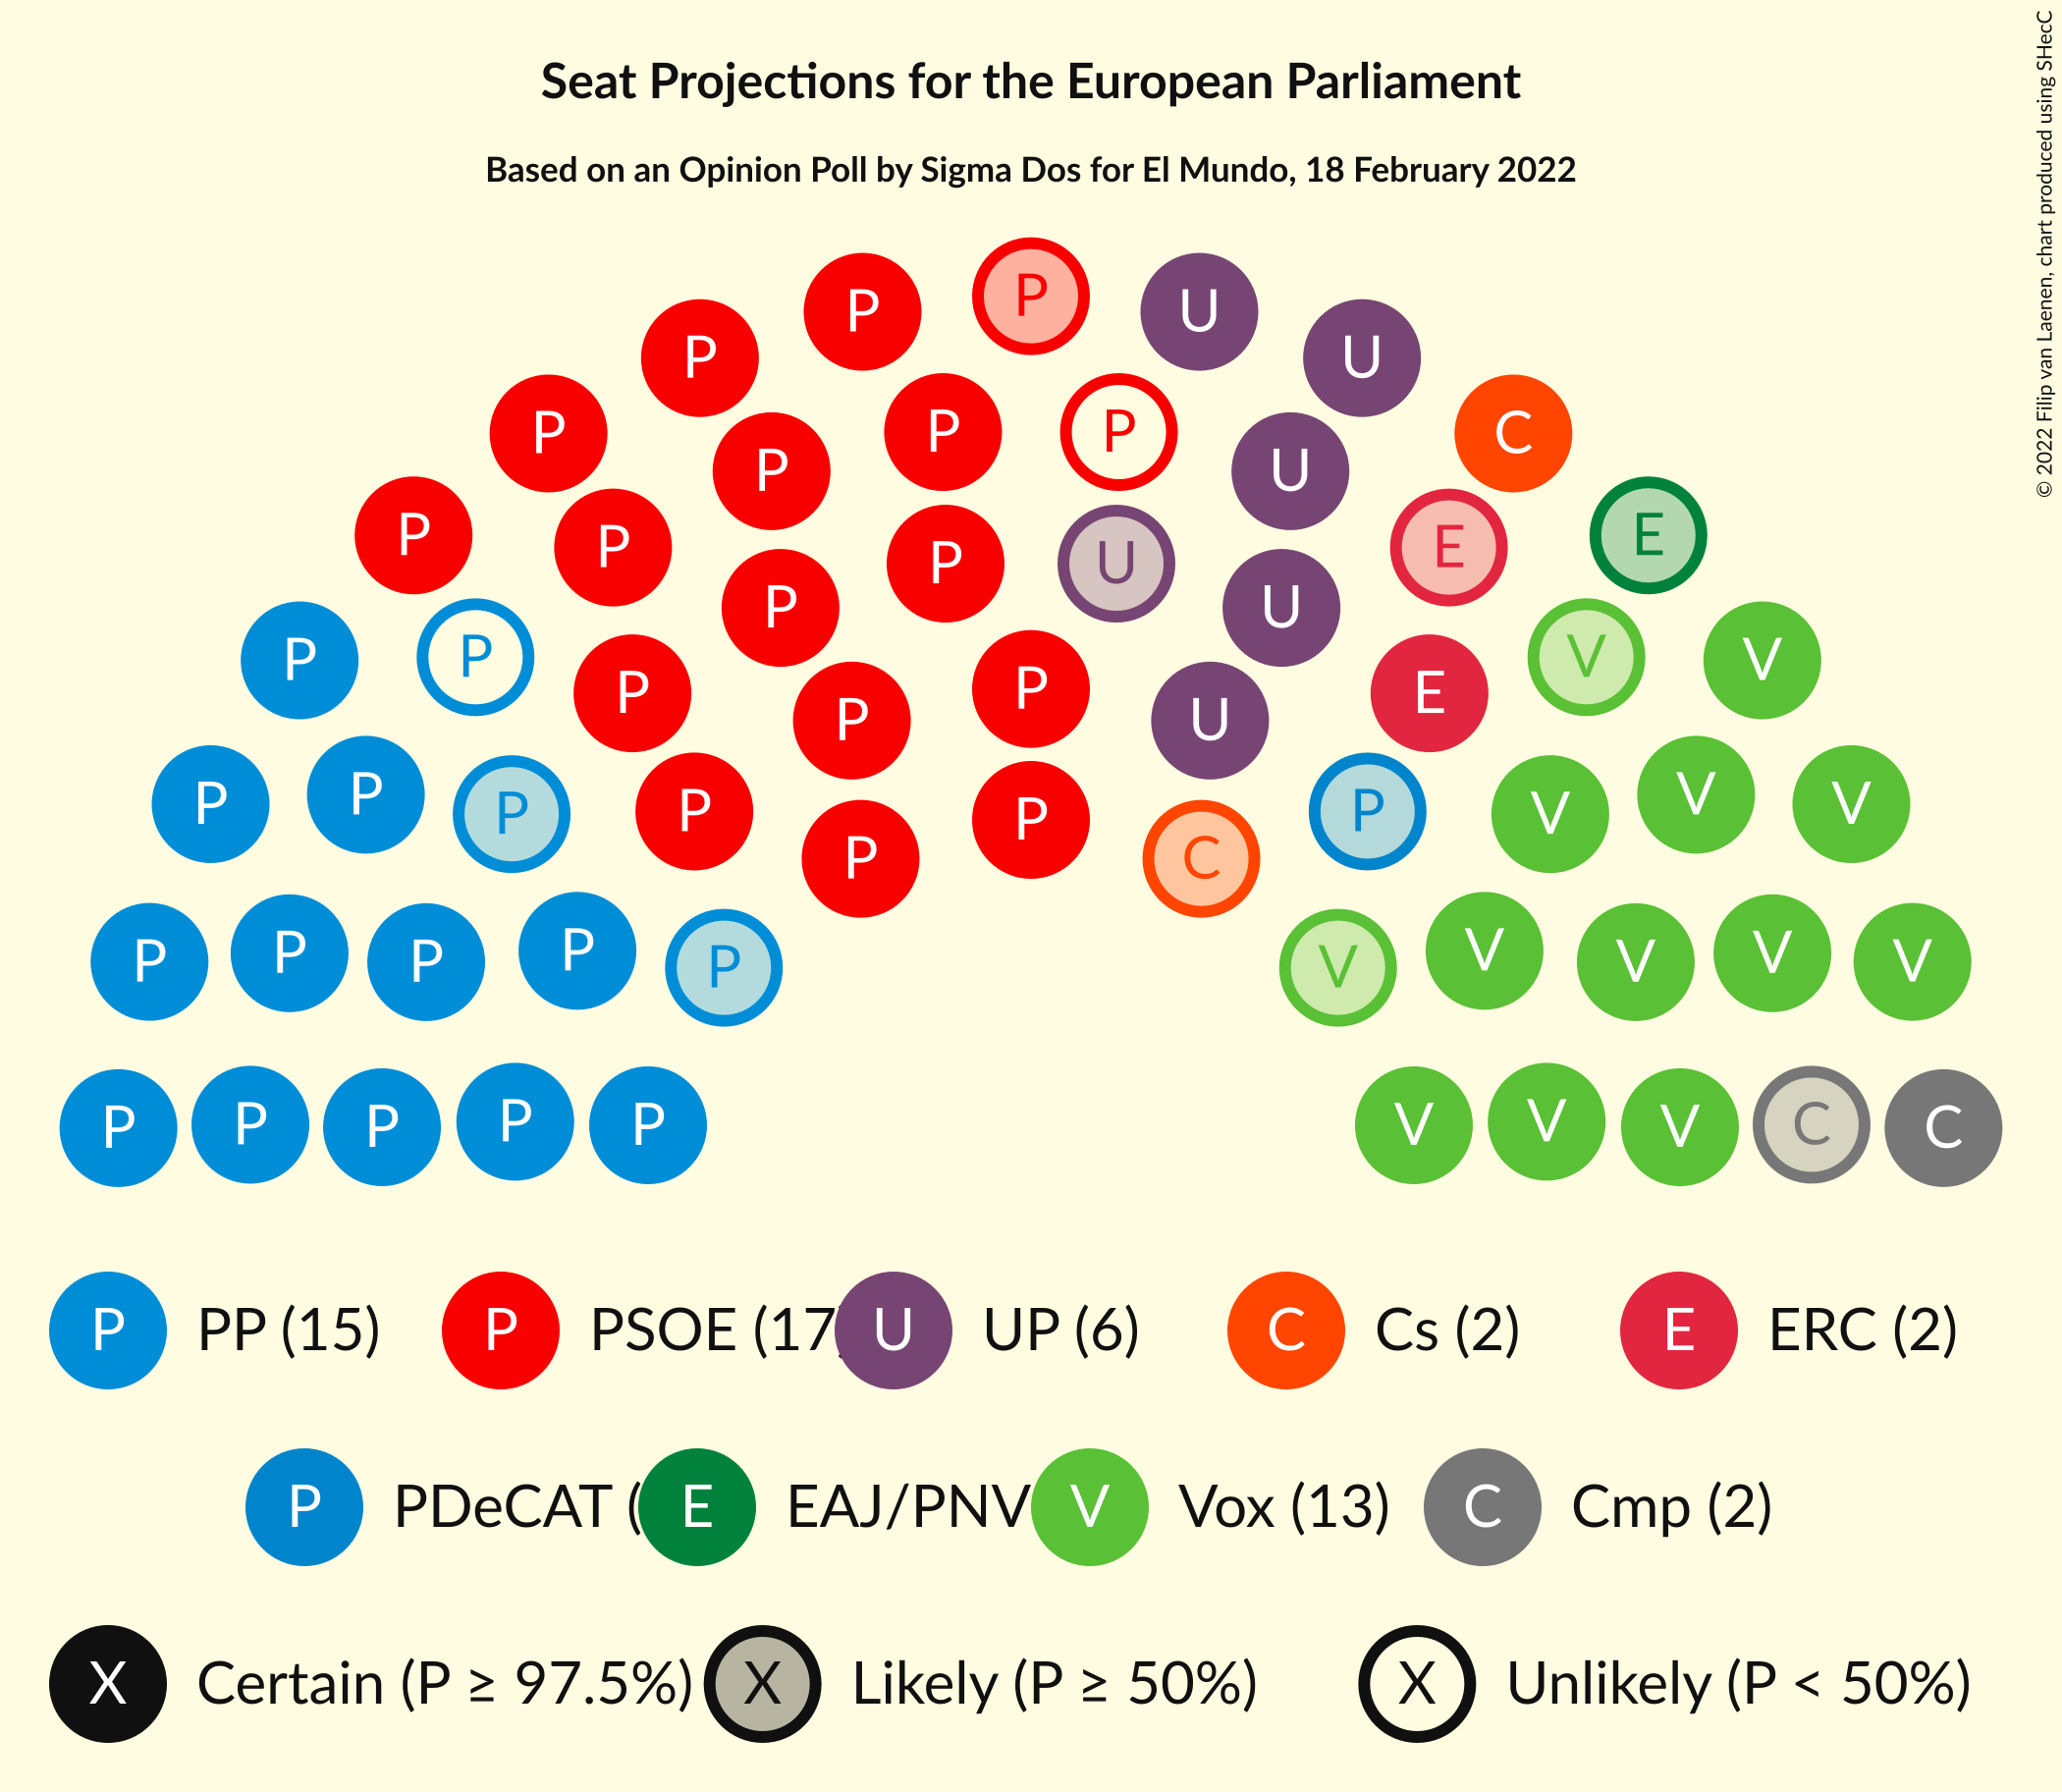 Seat Projections for the European Parliament
Based on an Opinion Poll by Sigma Dos for El Mundo, 18 February 2022
© 2022 Filip van Laenen, chart produced using SHecC
P P P U U
P P P P U C
P P P U E E
P P P P U V V
P P P P U E
P P P P P P V V V
P C
P P P P P V V V V V
P P P P P V V V C C
P PP (15) P PSOE (17) U UP (6) C Cs (2) E ERC (2)
P PDeCAT ( E EAJ/PNV V Vox (13) C Cmp (2)
X Certain (P ≥ 97.5%) X Likely (P ≥ 50%) X Unlikely (P < 50%)